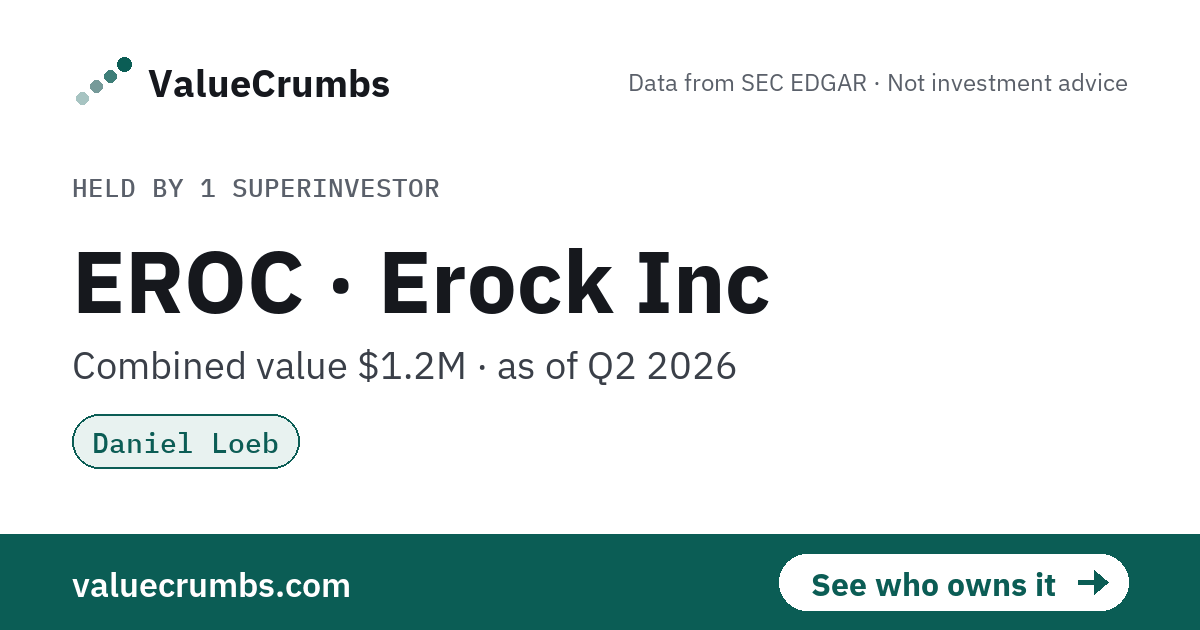 ValueCrumbs
Data from SEC EDGAR · Not investment advice
HELD BY 1 SUPERINVESTOR
EROC · Erock Inc
Combined value $1.2M · as of Q2 2026
Daniel Loeb
valuecrumbs.com
See who owns it →